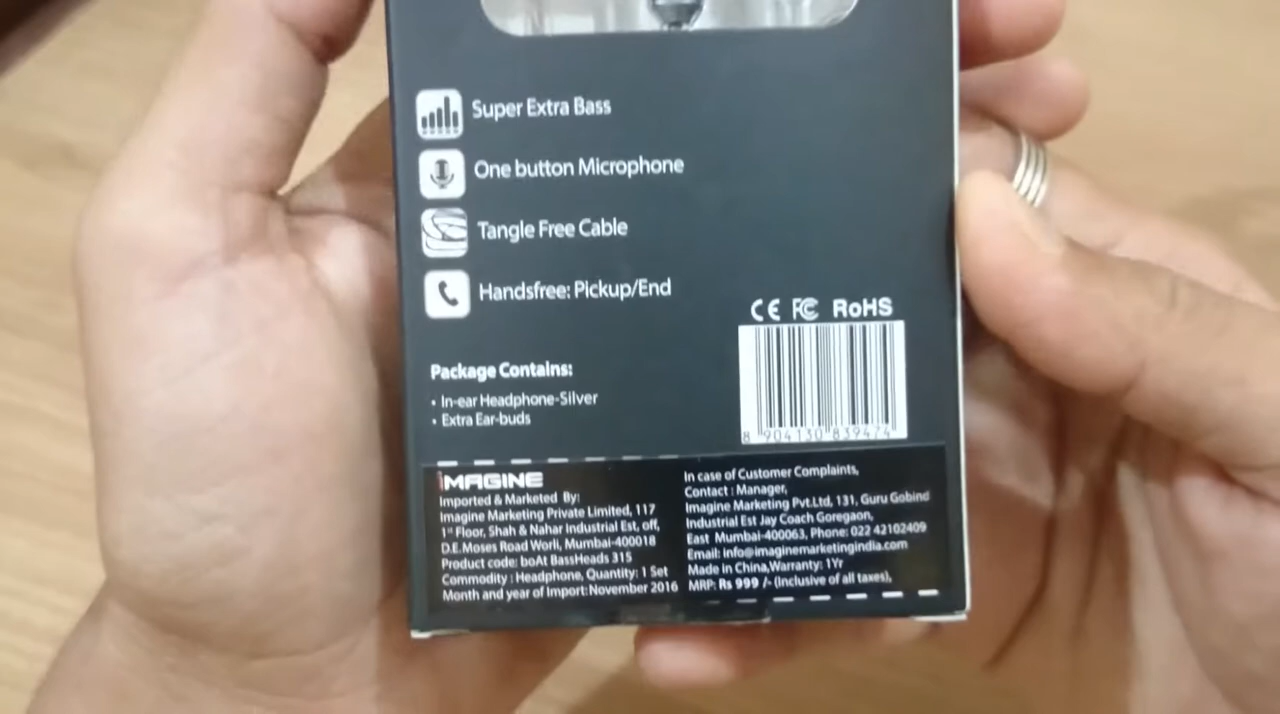 Super Extra Bass
One button Microphone
Tangle Free Cable
Handsfree: Pickup/End
CE FC RoHS
8 904130 839474
Package Contains:
• In-ear Headphone-Silver
• Extra Ear-buds
iMAGINE
Imported & Marketed By:
Imagine Marketing Private Limited, 117
1st Floor, Shah & Nahar Industrial Est, off,
D.E.Moses Road Worli, Mumbai-400018
Product code: boAt BassHeads 315
Commodity : Headphone, Quantity: 1 Set
Month and year of Import: November 2016
In case of Customer Complaints,
Contact : Manager,
Imagine Marketing Pvt.Ltd, 131, Guru Gobind
Industrial Est Jay Coach Goregaon,
East Mumbai-400063, Phone: 022 42102409
Email: info@imaginemarketingindia.com
Made in China,Warranty: 1Yr
MRP: Rs 999 /- (Inclusive of all taxes),